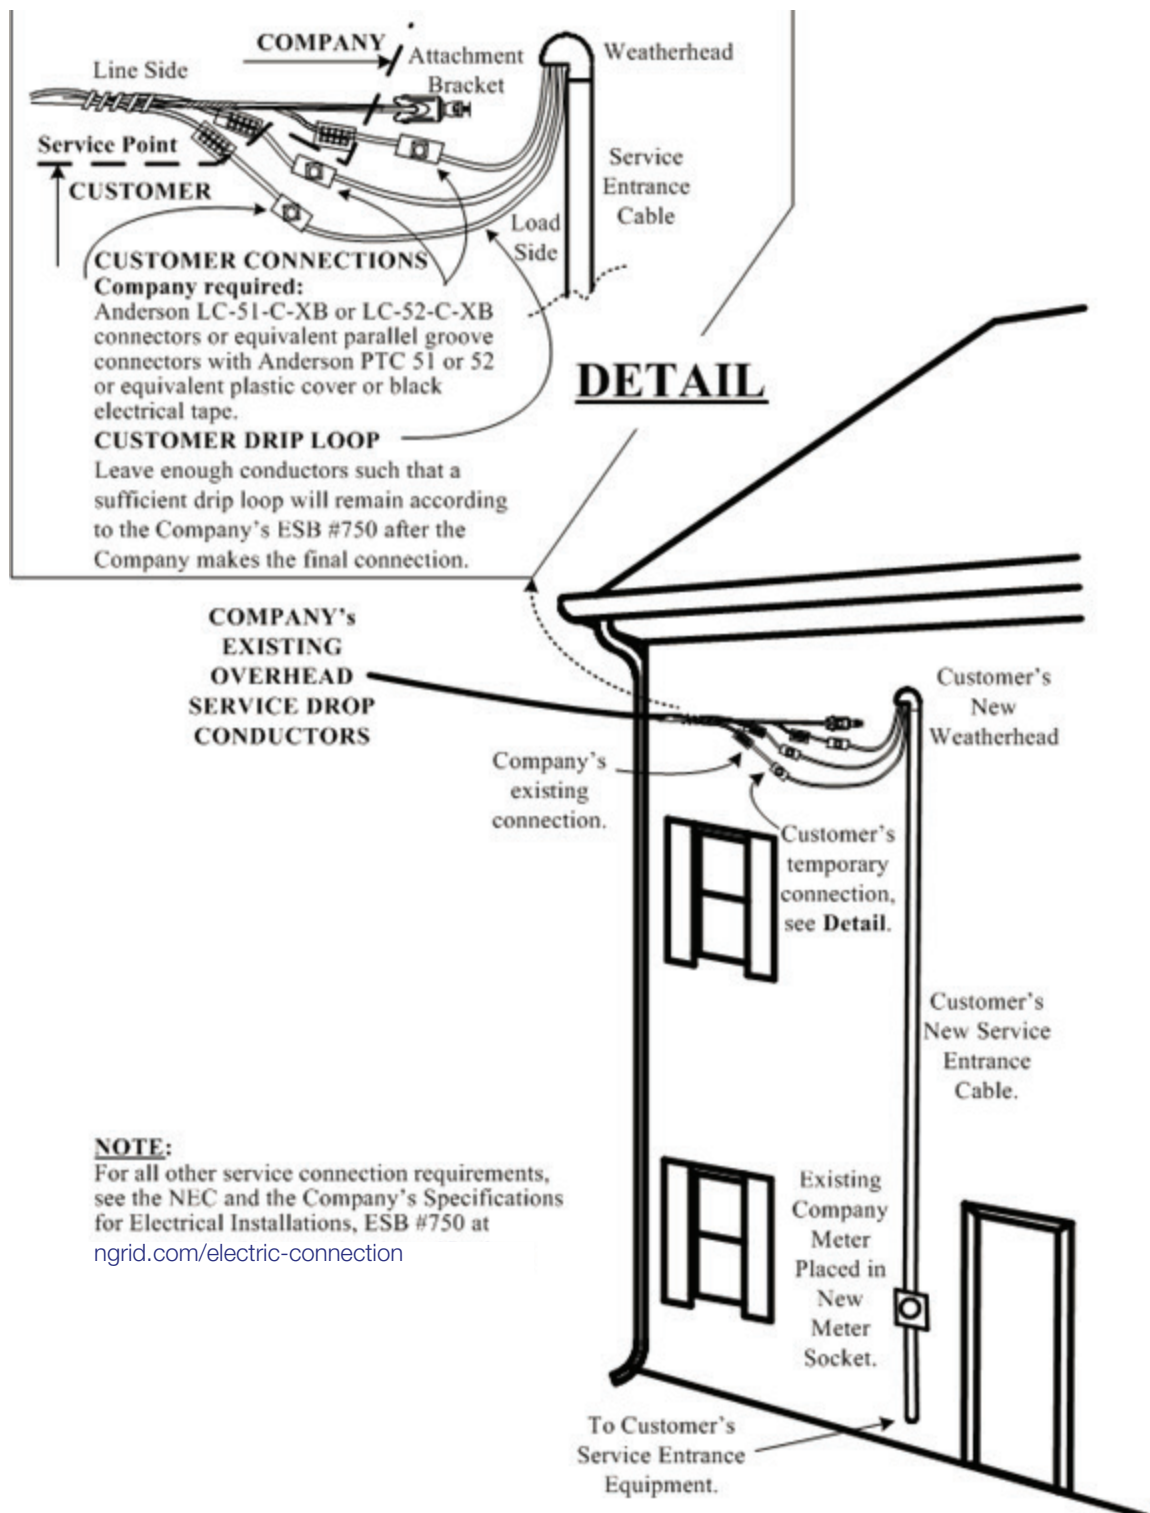 COMPANY
Line Side
Attachment
Bracket
Weatherhead
Service Point
CUSTOMER
Service
Entrance
Cable
Load
Side
CUSTOMER CONNECTIONS
Company required:
Anderson LC-51-C-XB or LC-52-C-XB
connectors or equivalent parallel groove
connectors with Anderson PTC 51 or 52
or equivalent plastic cover or black
electrical tape.
CUSTOMER DRIP LOOP
Leave enough conductors such that a
sufficient drip loop will remain according
to the Company's ESB #750 after the
Company makes the final connection.
DETAIL
COMPANY's
EXISTING
OVERHEAD
SERVICE DROP
CONDUCTORS
Customer's
New
Weatherhead
Company's
existing
connection.
Customer's
temporary
connection,
see Detail.
Customer's
New Service
Entrance
Cable.
NOTE:
For all other service connection requirements,
see the NEC and the Company's Specifications
for Electrical Installations, ESB #750 at
ngrid.com/electric-connection
Existing
Company
Meter
Placed in
New
Meter
Socket.
To Customer's
Service Entrance
Equipment.